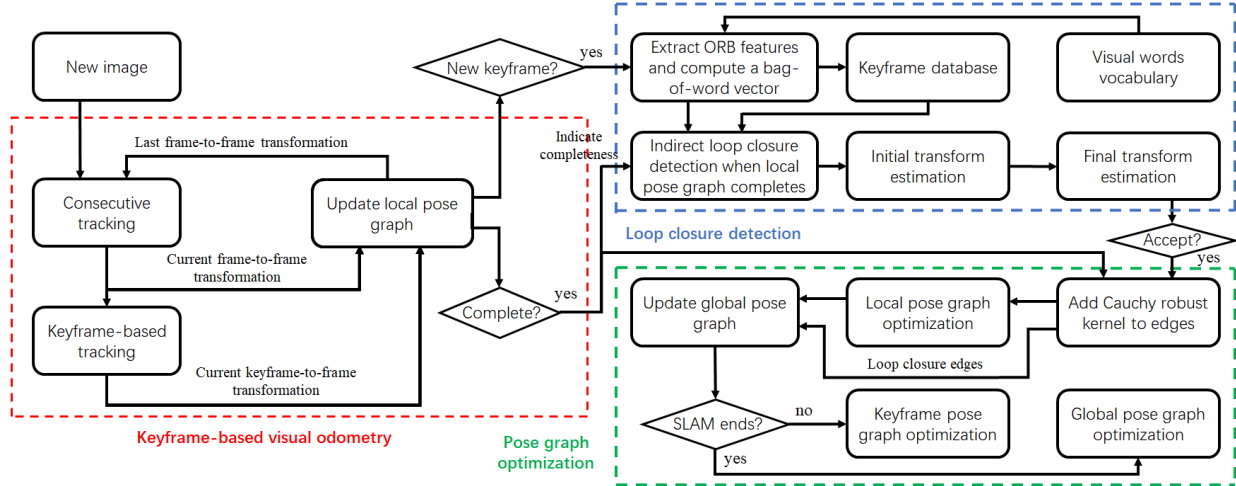 New image
Last frame-to-frame transformation
Consecutive
tracking
Update local pose
graph
Current frame-to-frame
transformation
Keyframe-based
tracking
Current keyframe-to-frame
transformation
Keyframe-based visual odometry
New keyframe?
yes
Complete?
yes
Indicate
completeness
Extract ORB features
and compute a bag-
of-word vector
Keyframe database
Visual words
vocabulary
Indirect loop closure
detection when local
pose graph completes
Initial transform
estimation
Final transform
estimation
Loop closure detection
Accept?
yes
Update global pose
graph
Local pose graph
optimization
Add Cauchy robust
kernel to edges
Loop closure edges
SLAM ends?
no
yes
Keyframe pose
graph optimization
Global pose graph
optimization
Pose graph
optimization